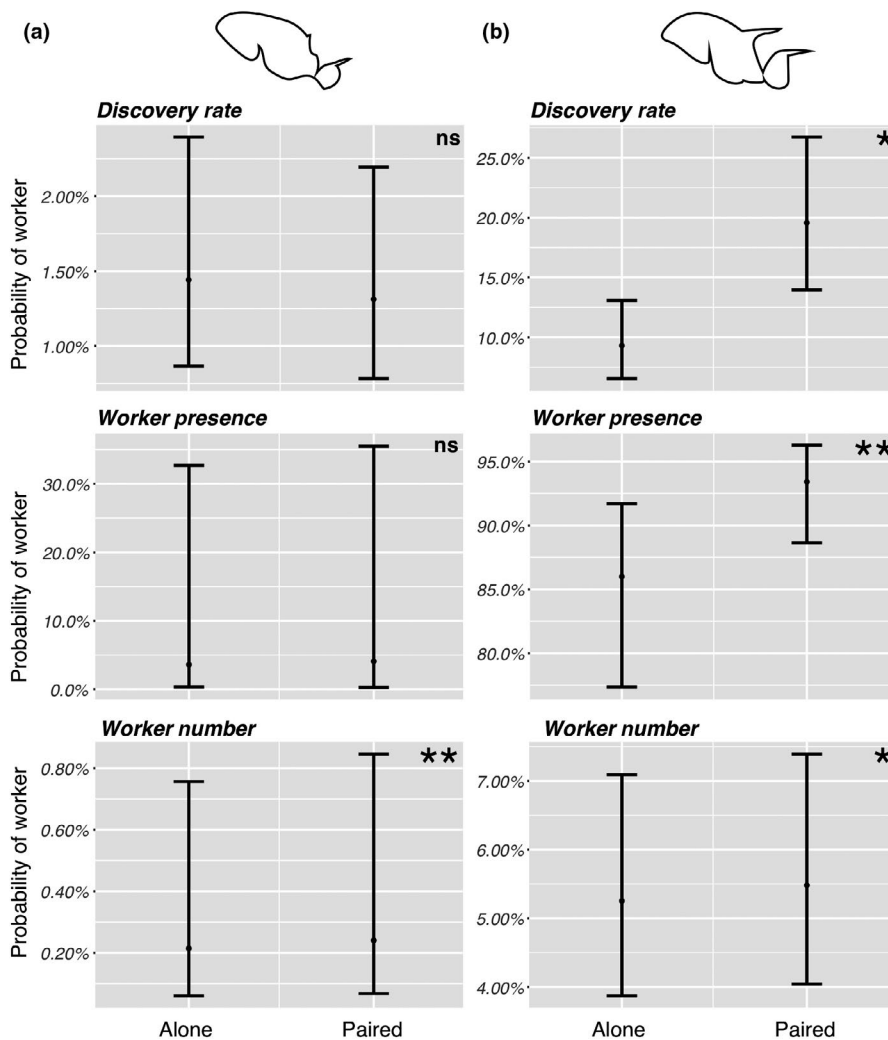 (a)
Discovery rate
ns
Probability of worker
2.00%
1.50%
1.00%
Worker presence
ns
Probability of worker
30.0%
20.0%
10.0%
0.0%
Worker number
**
Probability of worker
0.80%
0.60%
0.40%
0.20%
Alone Paired
(b)
Discovery rate
*
25.0%
20.0%
15.0%
10.0%
Worker presence
**
95.0%
90.0%
85.0%
80.0%
Worker number
*
7.00%
6.00%
5.00%
4.00%
Alone Paired